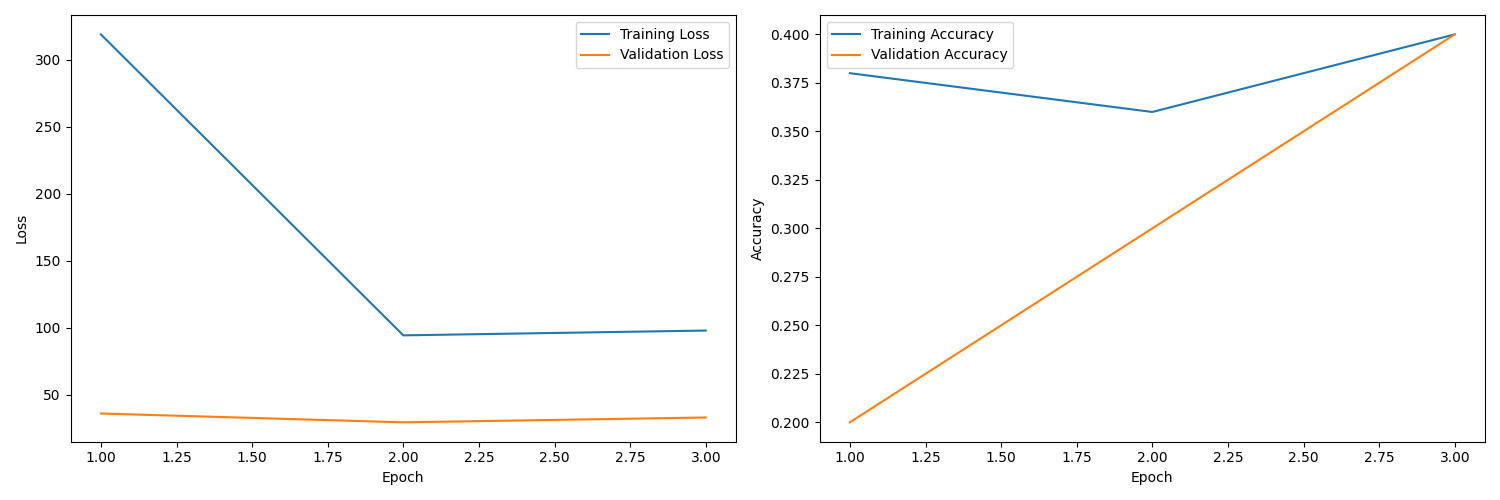 Training Loss
Validation Loss
300
250
200
150
100
50
Loss
1.00 1.25 1.50 1.75 2.00 2.25 2.50 2.75 3.00
Epoch
Training Accuracy
Validation Accuracy
0.400
0.375
0.350
0.325
0.300
0.275
0.250
0.225
0.200
Accuracy
1.00 1.25 1.50 1.75 2.00 2.25 2.50 2.75 3.00
Epoch